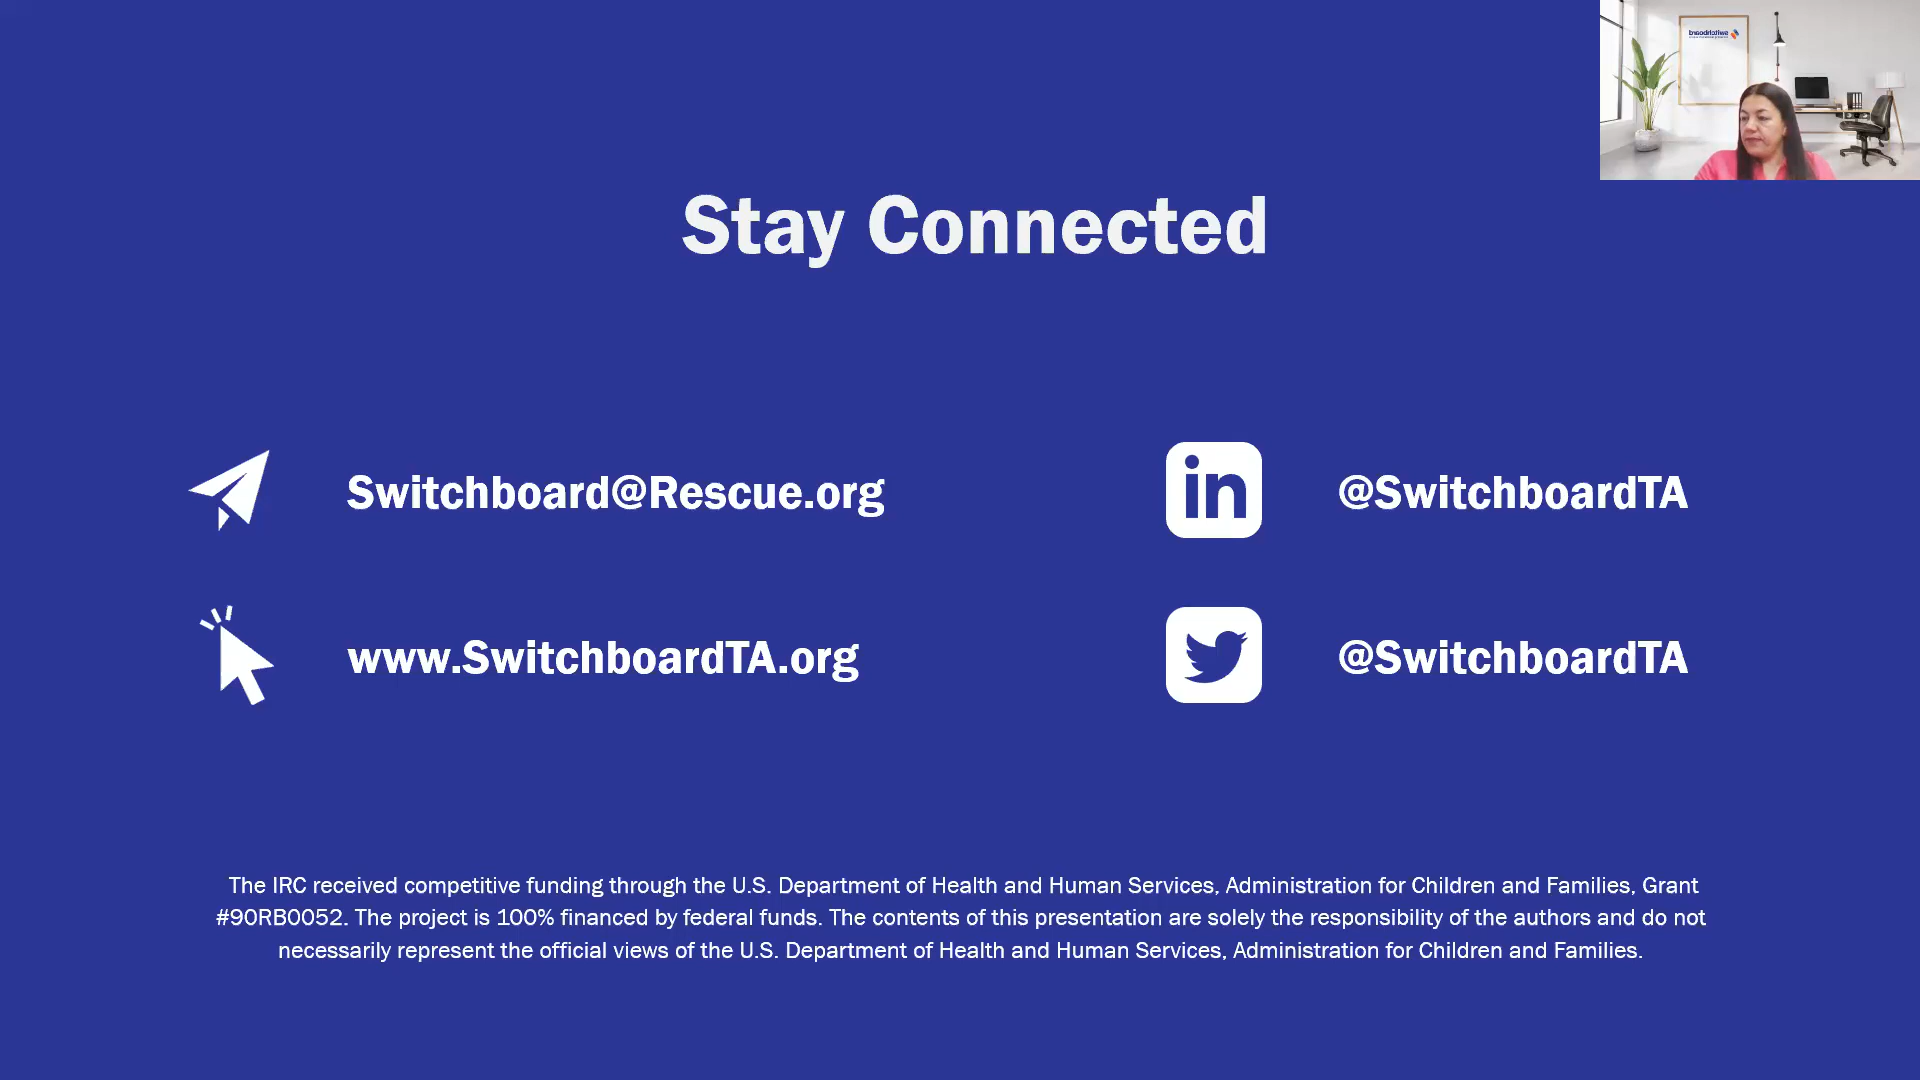 Stay Connected
Switchboard@Rescue.org
@SwitchboardTA
www.SwitchboardTA.org
@SwitchboardTA
The IRC received competitive funding through the U.S. Department of Health and Human Services, Administration for Children and Families, Grant
#90RB0052. The project is 100% financed by federal funds. The contents of this presentation are solely the responsibility of the authors and do not
necessarily represent the official views of the U.S. Department of Health and Human Services, Administration for Children and Families.
switchboard